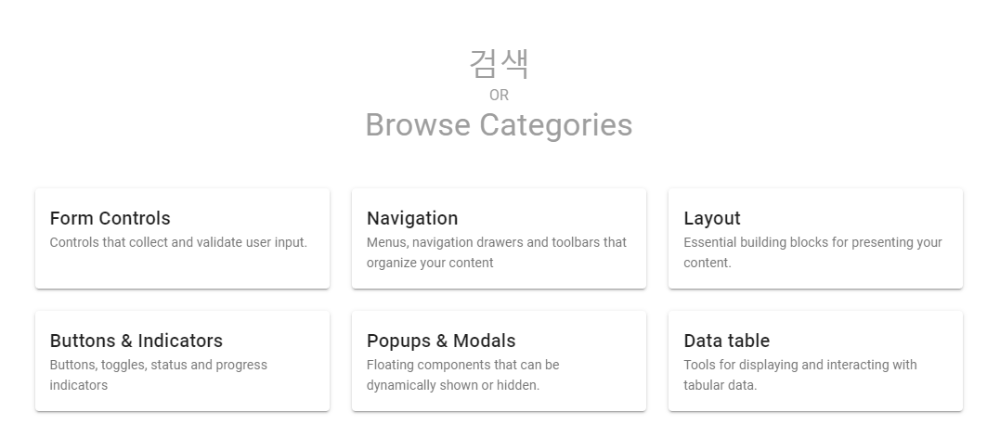 검색
OR
Browse Categories
Form Controls
Controls that collect and validate user input.
Navigation
Menus, navigation drawers and toolbars that
organize your content
Layout
Essential building blocks for presenting your
content.
Buttons & Indicators
Buttons, toggles, status and progress
indicators
Popups & Modals
Floating components that can be
dynamically shown or hidden.
Data table
Tools for displaying and interacting with
tabular data.